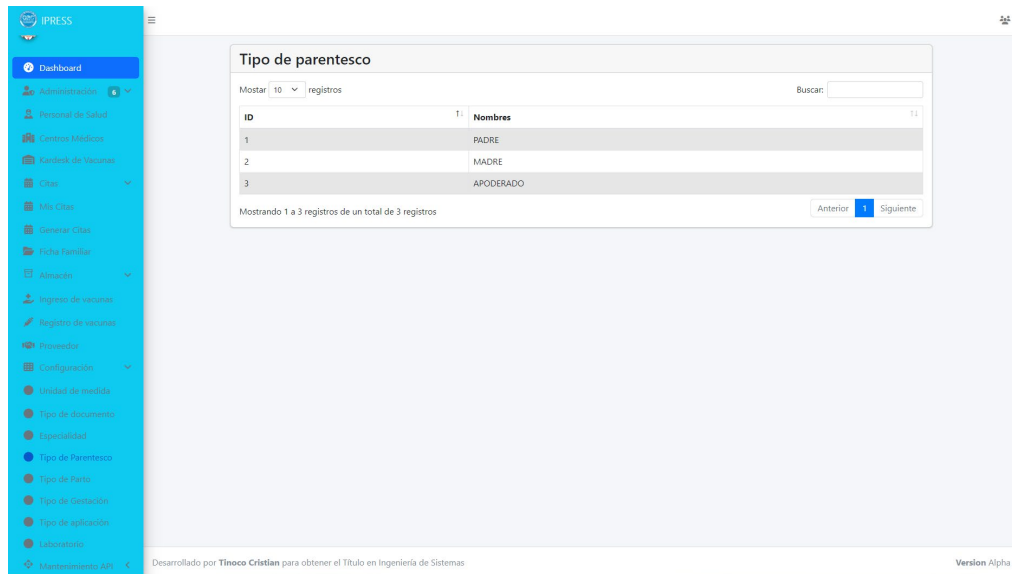 IPRESS
Dashboard
Administración 6
Personal de Salud
Centros Médicos
Kardesk de Vacunas
Citas
Mis Citas
Generar Citas
Ficha Familiar
Almacén
Ingreso de vacunas
Registro de vacunas
Proveedor
Configuración
Unidad de medida
Tipo de documento
Especialidad
Tipo de Parentesco
Tipo de Parto
Tipo de Gestación
Tipo de aplicación
Laboratorio
Mantenimiento API
Tipo de parentesco
Mostar 10 registros Buscar:
ID Nombres
1 PADRE
2 MADRE
3 APODERADO
Mostrando 1 a 3 registros de un total de 3 registros Anterior 1 Siguiente
Desarrollado por Tinoco Cristian para obtener el Título en Ingeniería de Sistemas Version Alpha